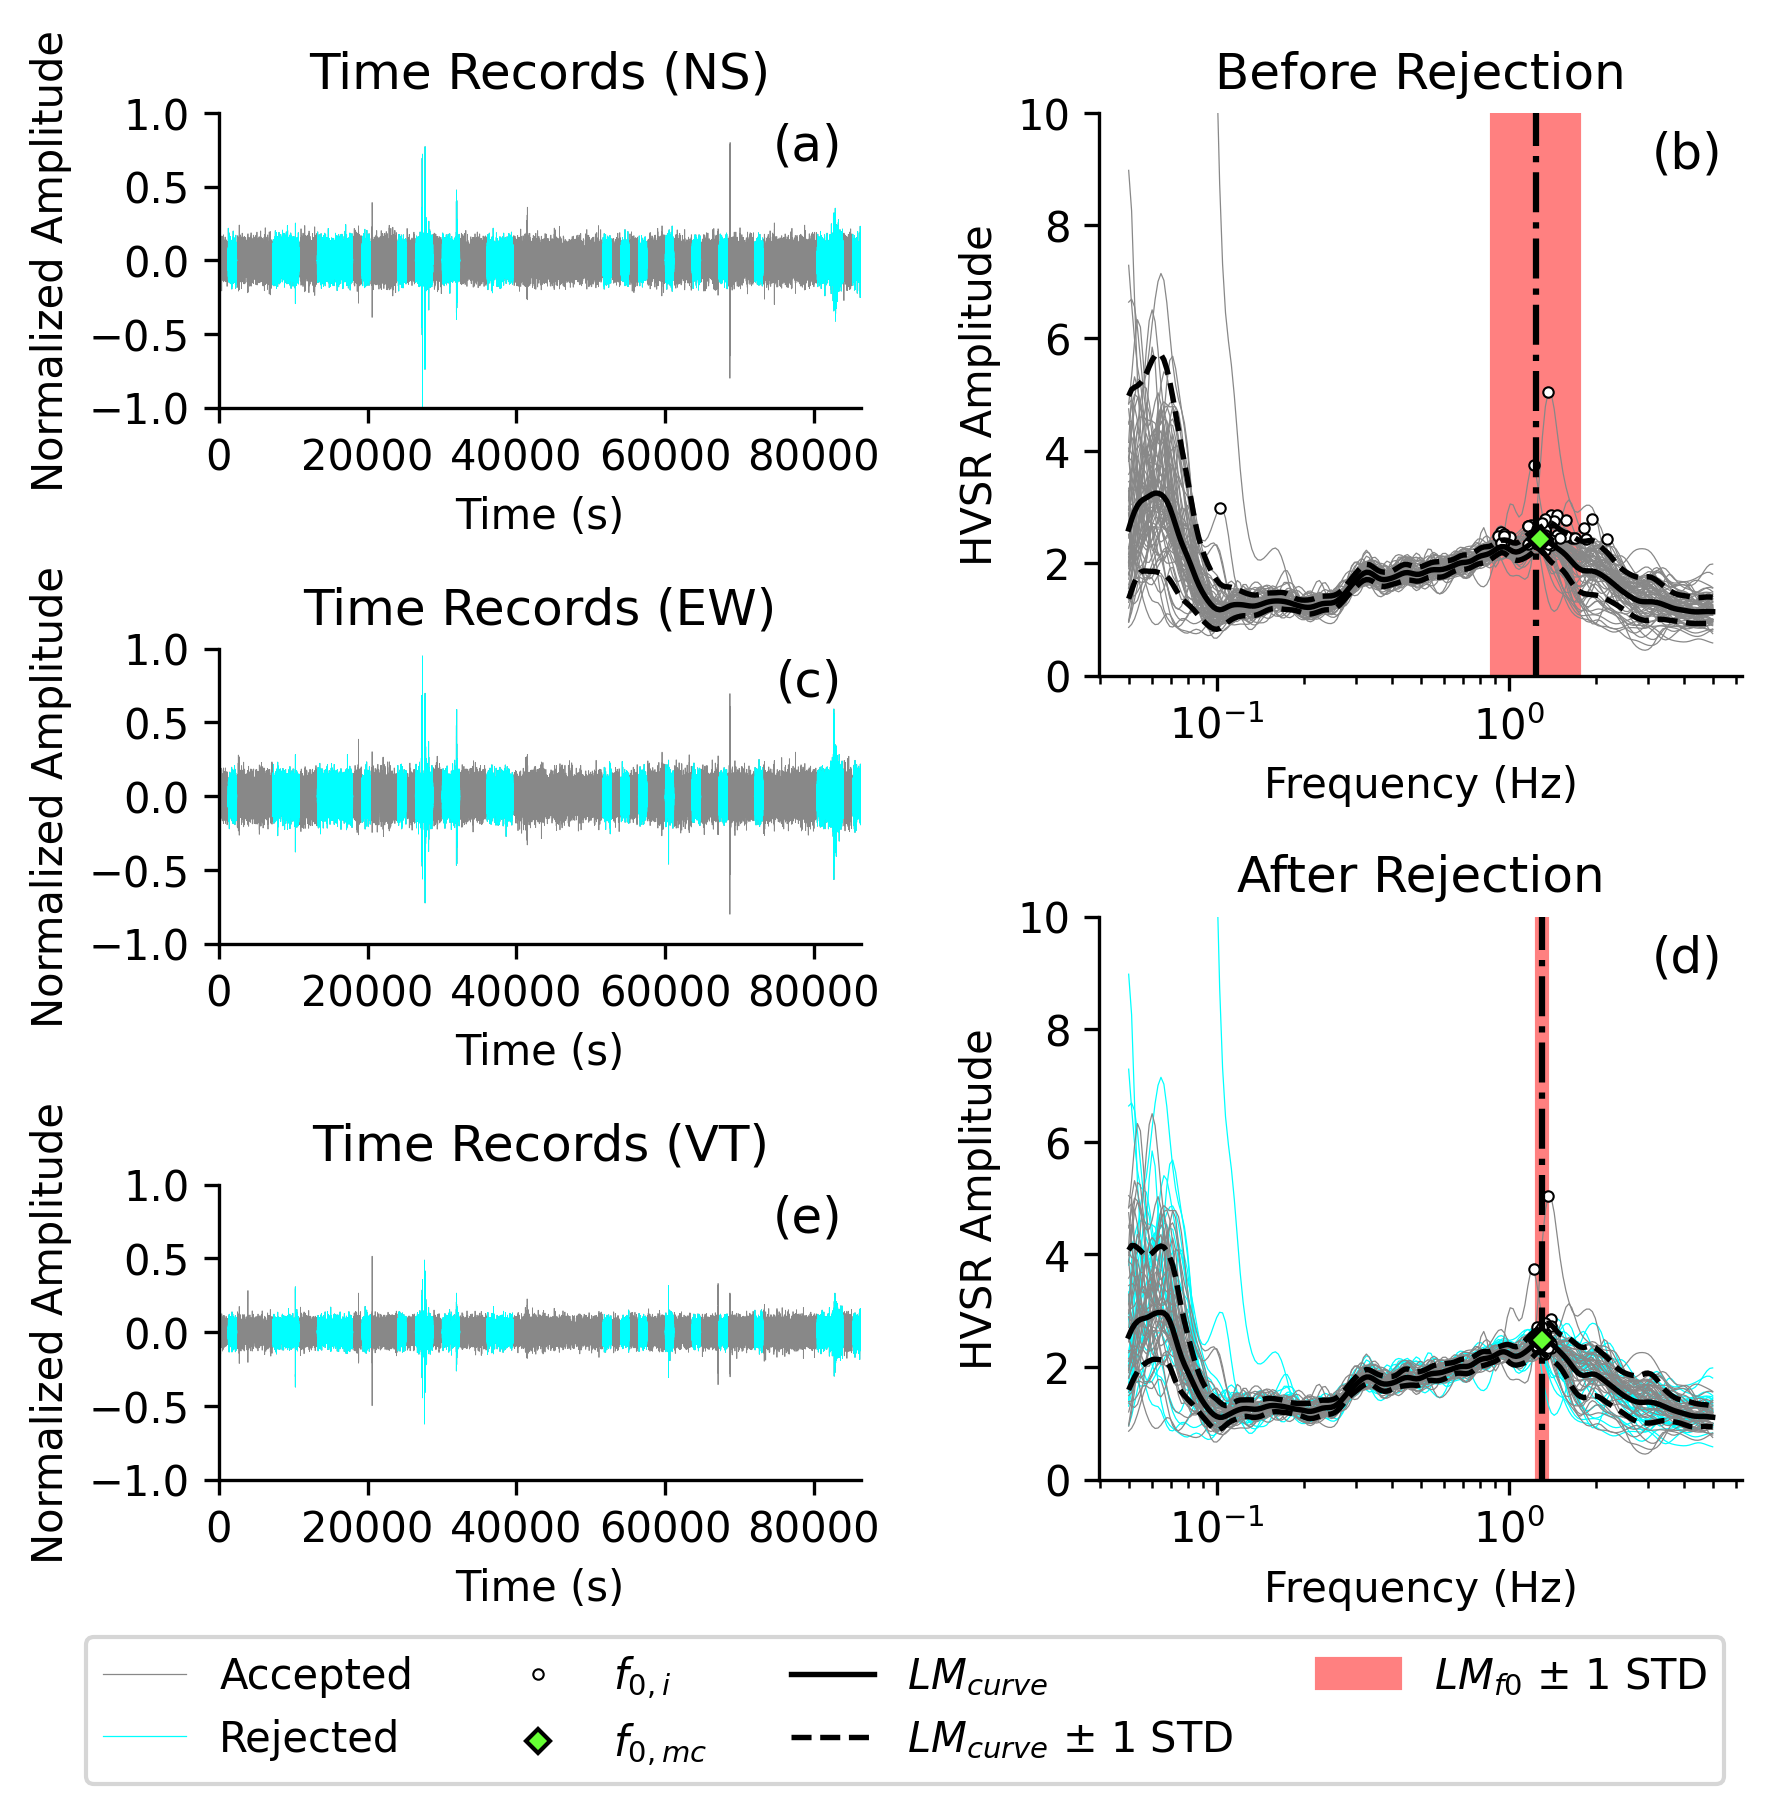 Time Records (NS)
Normalized Amplitude
1.0
0.5
0.0
−0.5
−1.0
(a)
0 20000 40000 60000 80000
Time (s)
Before Rejection
HVSR Amplitude
10
8
6
4
2
0
(b)
10⁻¹ 10⁰
Frequency (Hz)
Time Records (EW)
Normalized Amplitude
1.0
0.5
0.0
−0.5
−1.0
(c)
0 20000 40000 60000 80000
Time (s)
After Rejection
HVSR Amplitude
10
8
6
4
2
0
(d)
10⁻¹ 10⁰
Frequency (Hz)
Time Records (VT)
Normalized Amplitude
1.0
0.5
0.0
−0.5
−1.0
(e)
0 20000 40000 60000 80000
Time (s)
Accepted
Rejected
f0,i
f0,mc
LMcurve
LMcurve ± 1 STD
LMf0 ± 1 STD